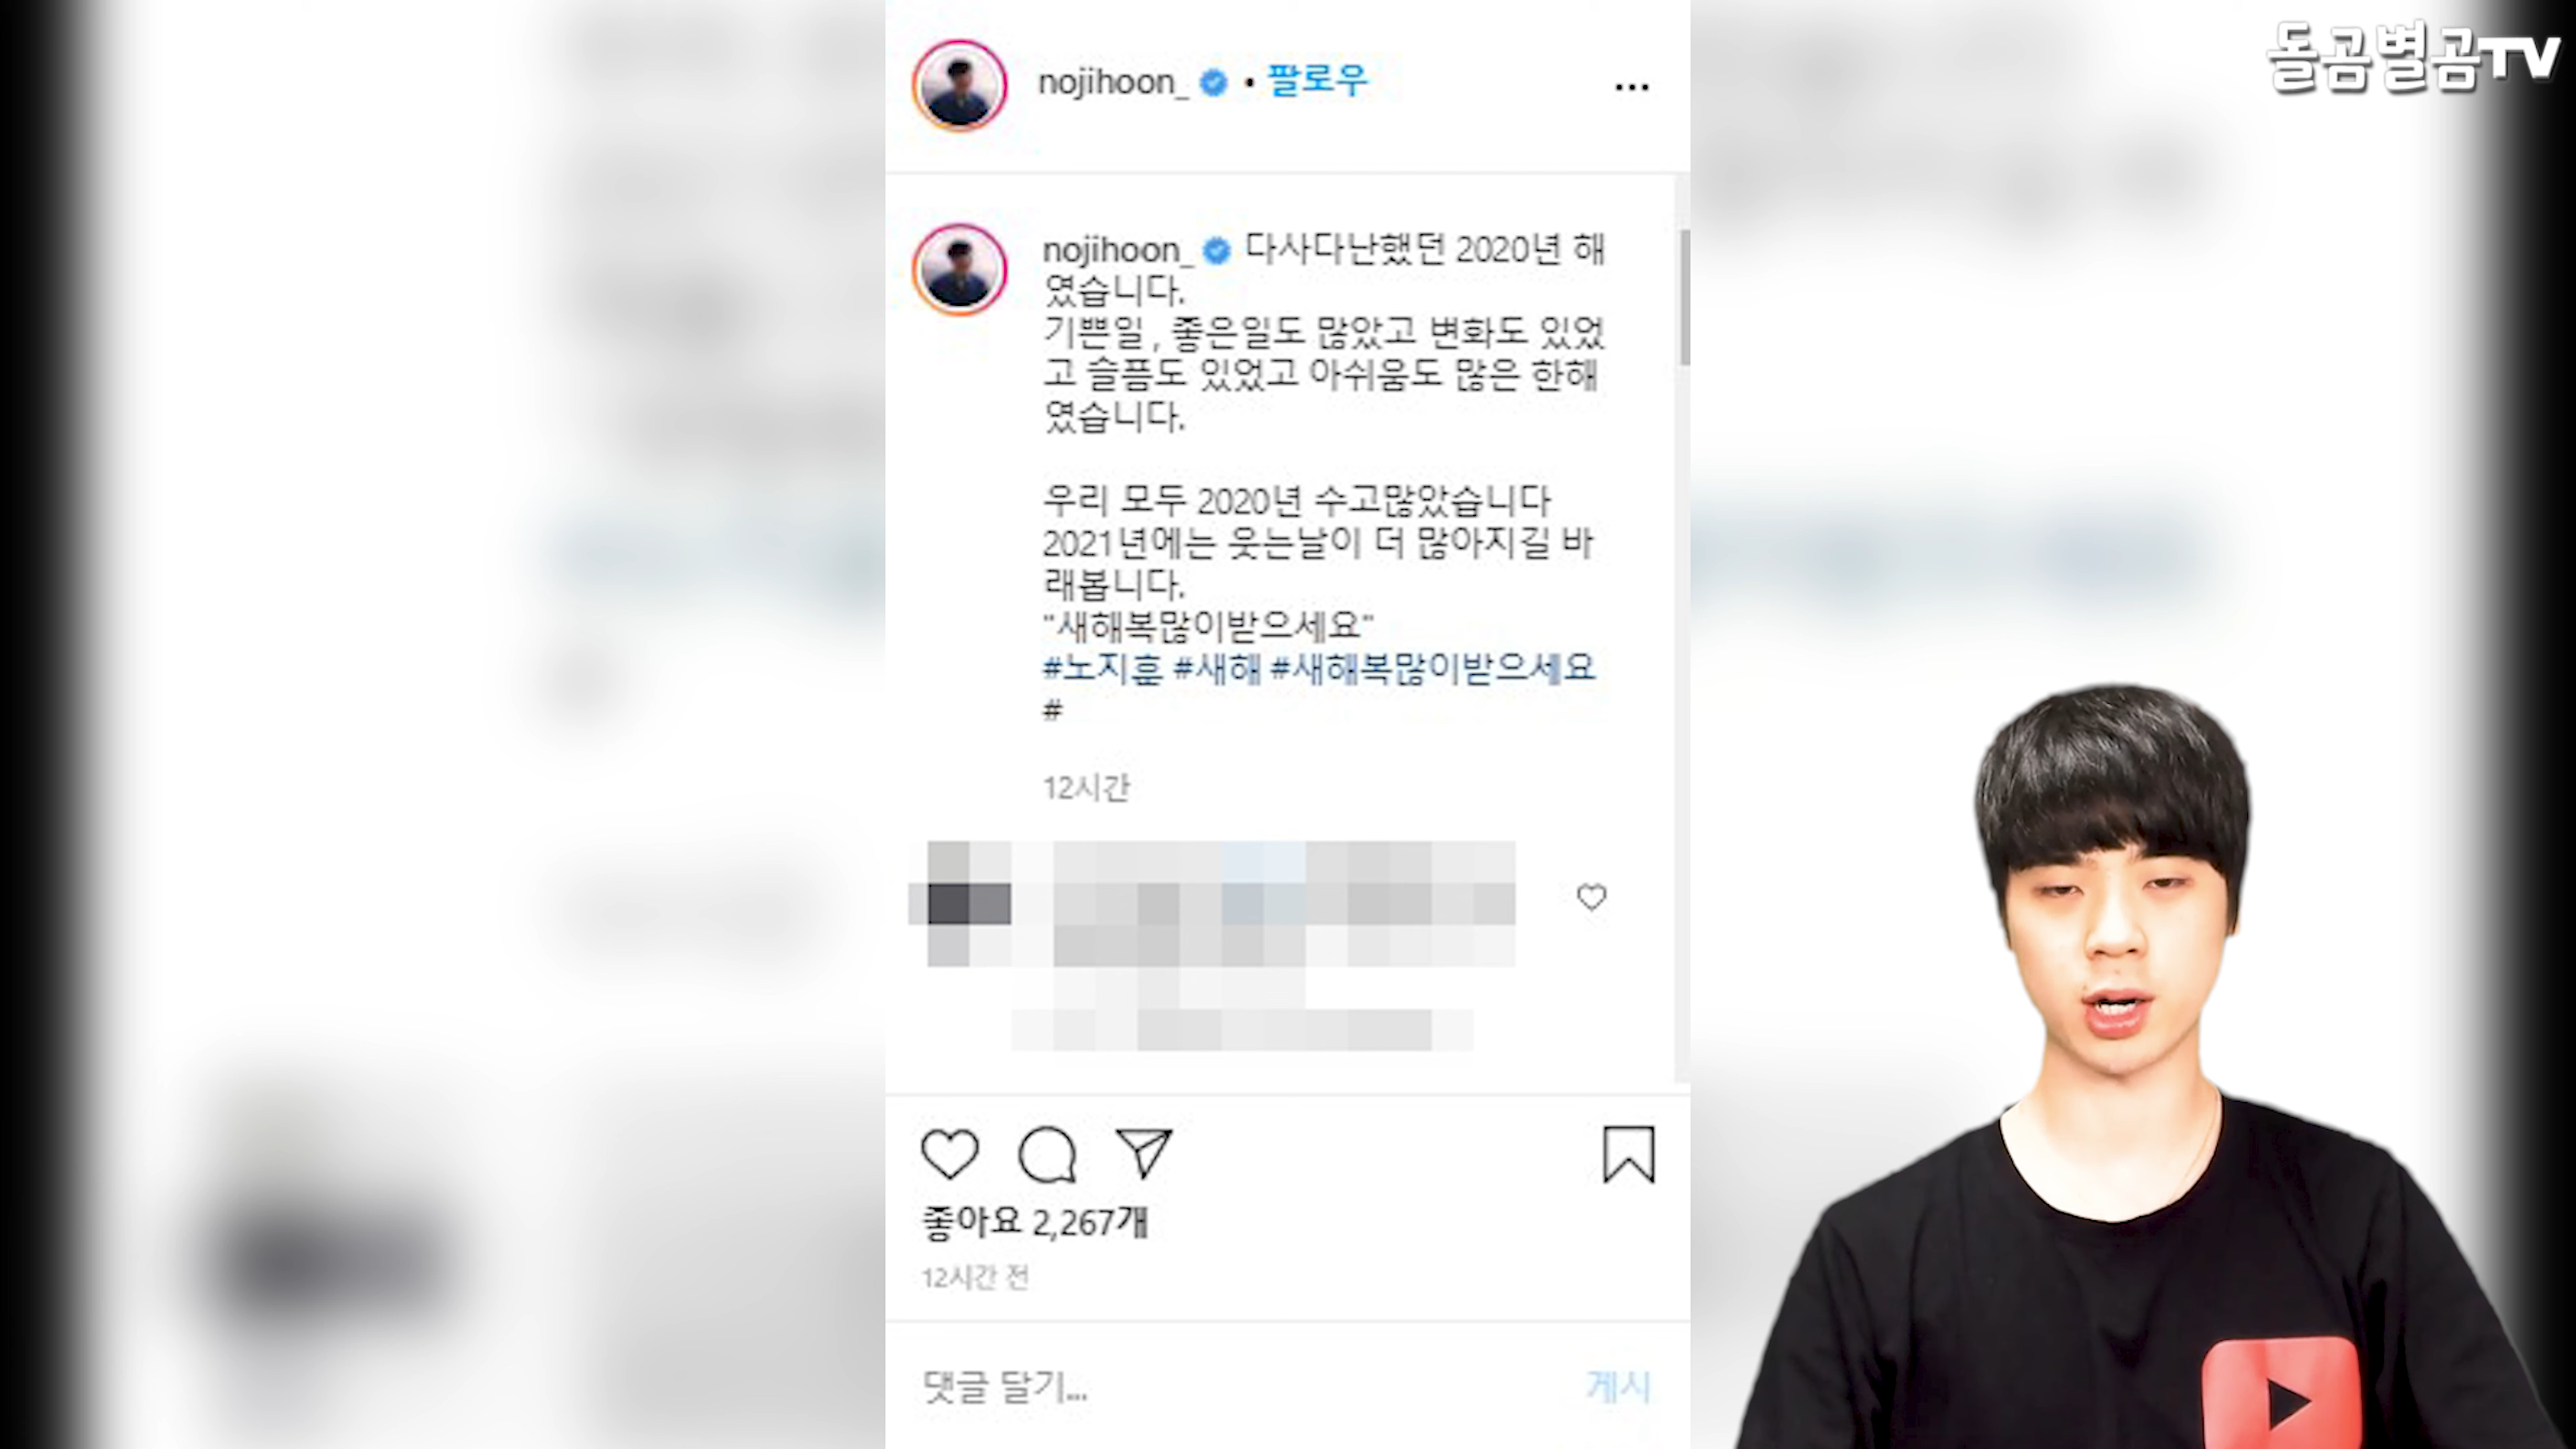 돌곰별곰TV
nojihoon_ • 팔로우
nojihoon_ 다사다난했던 2020년 해
였습니다.
기쁜일 , 좋은일도 많았고 변화도 있었
고 슬픔도 있었고 아쉬움도 많은 한해
였습니다.
우리 모두 2020년 수고많았습니다
2021년에는 웃는날이 더 많아지길 바
래봅니다.
"새해복많이받으세요"
#노지훈 #새해 #새해복많이받으세요
#
12시간
좋아요 2,267개
12시간 전
댓글 달기...
게시